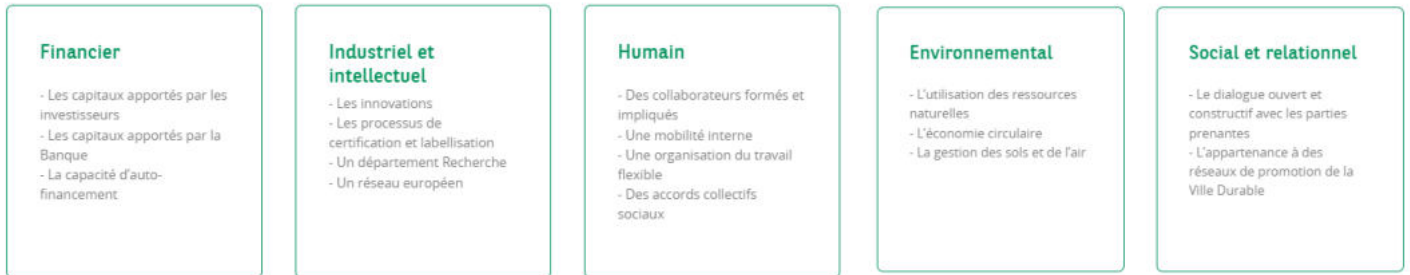 Financier
- Les capitaux apportés par les
investisseurs
- Les capitaux apportés par la
Banque
- La capacité d'auto-
financement
Industriel et
intellectuel
- Les innovations
- Les processus de
certification et labellisation
- Un département Recherche
- Un réseau européen
Humain
- Des collaborateurs formés et
impliqués
- Une mobilité interne
- Une organisation du travail
flexible
- Des accords collectifs
sociaux
Environnemental
- L'utilisation des ressources
naturelles
- L'économie circulaire
- La gestion des sols et de l'air
Social et relationnel
- Le dialogue ouvert et
constructif avec les parties
prenantes
- L'appartenance à des
réseaux de promotion de la
Ville Durable